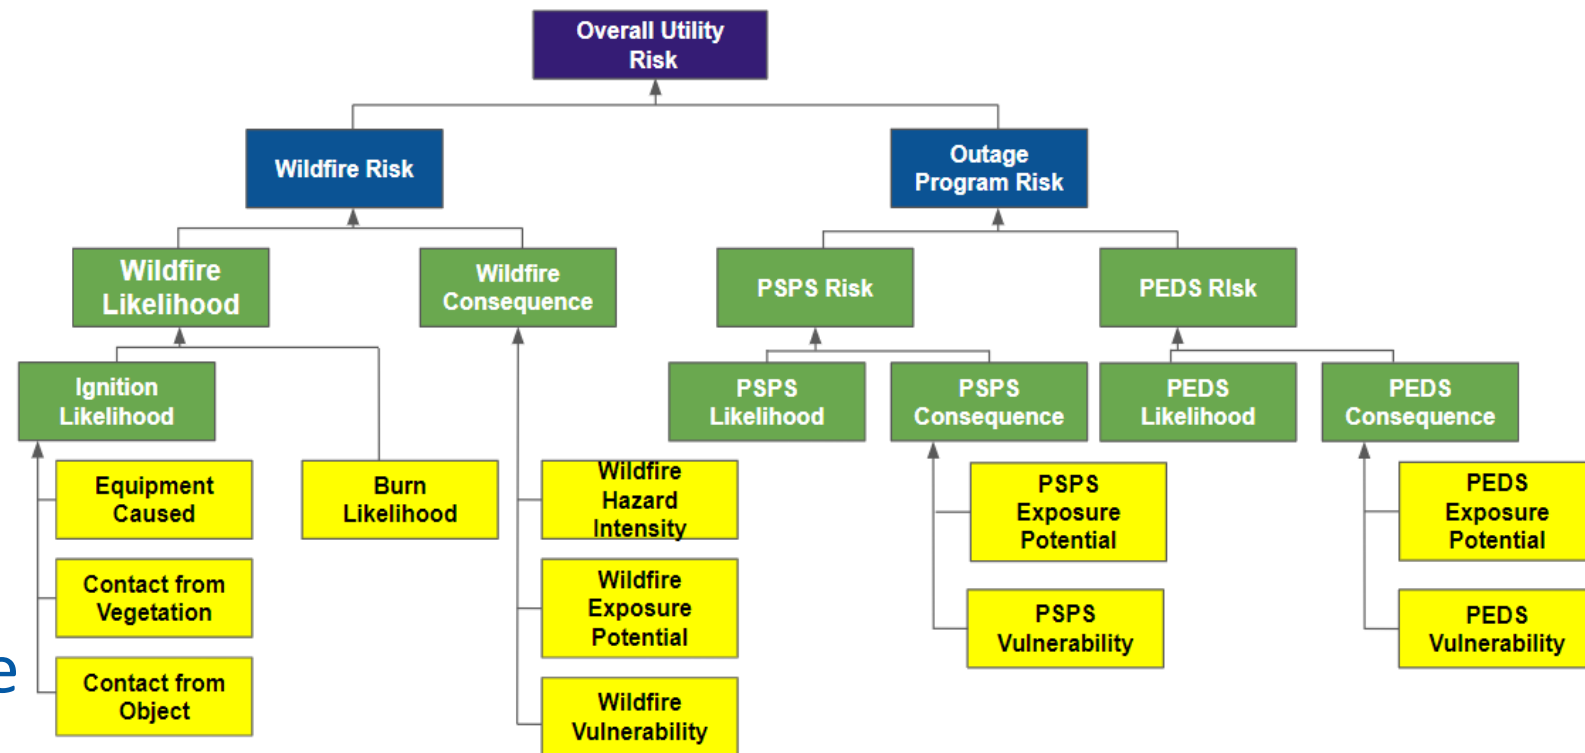 Overall Utility
Risk
Wildfire Risk
Outage
Program Risk
Wildfire
Likelihood
Wildfire
Consequence
PSPS Risk
PEDS RIsk
Ignition
Likelihood
PSPS
Likelihood
PSPS
Consequence
PEDS
Likelihood
PEDS
Consequence
Equipment
Caused
Burn
Likelihood
Wildfire
Hazard
Intensity
PSPS
Exposure
Potential
PEDS
Exposure
Potential
Contact from
Vegetation
Wildfire
Exposure
Potential
PSPS
Vulnerability
PEDS
Vulnerability
e
Contact from
Object
Wildfire
Vulnerability